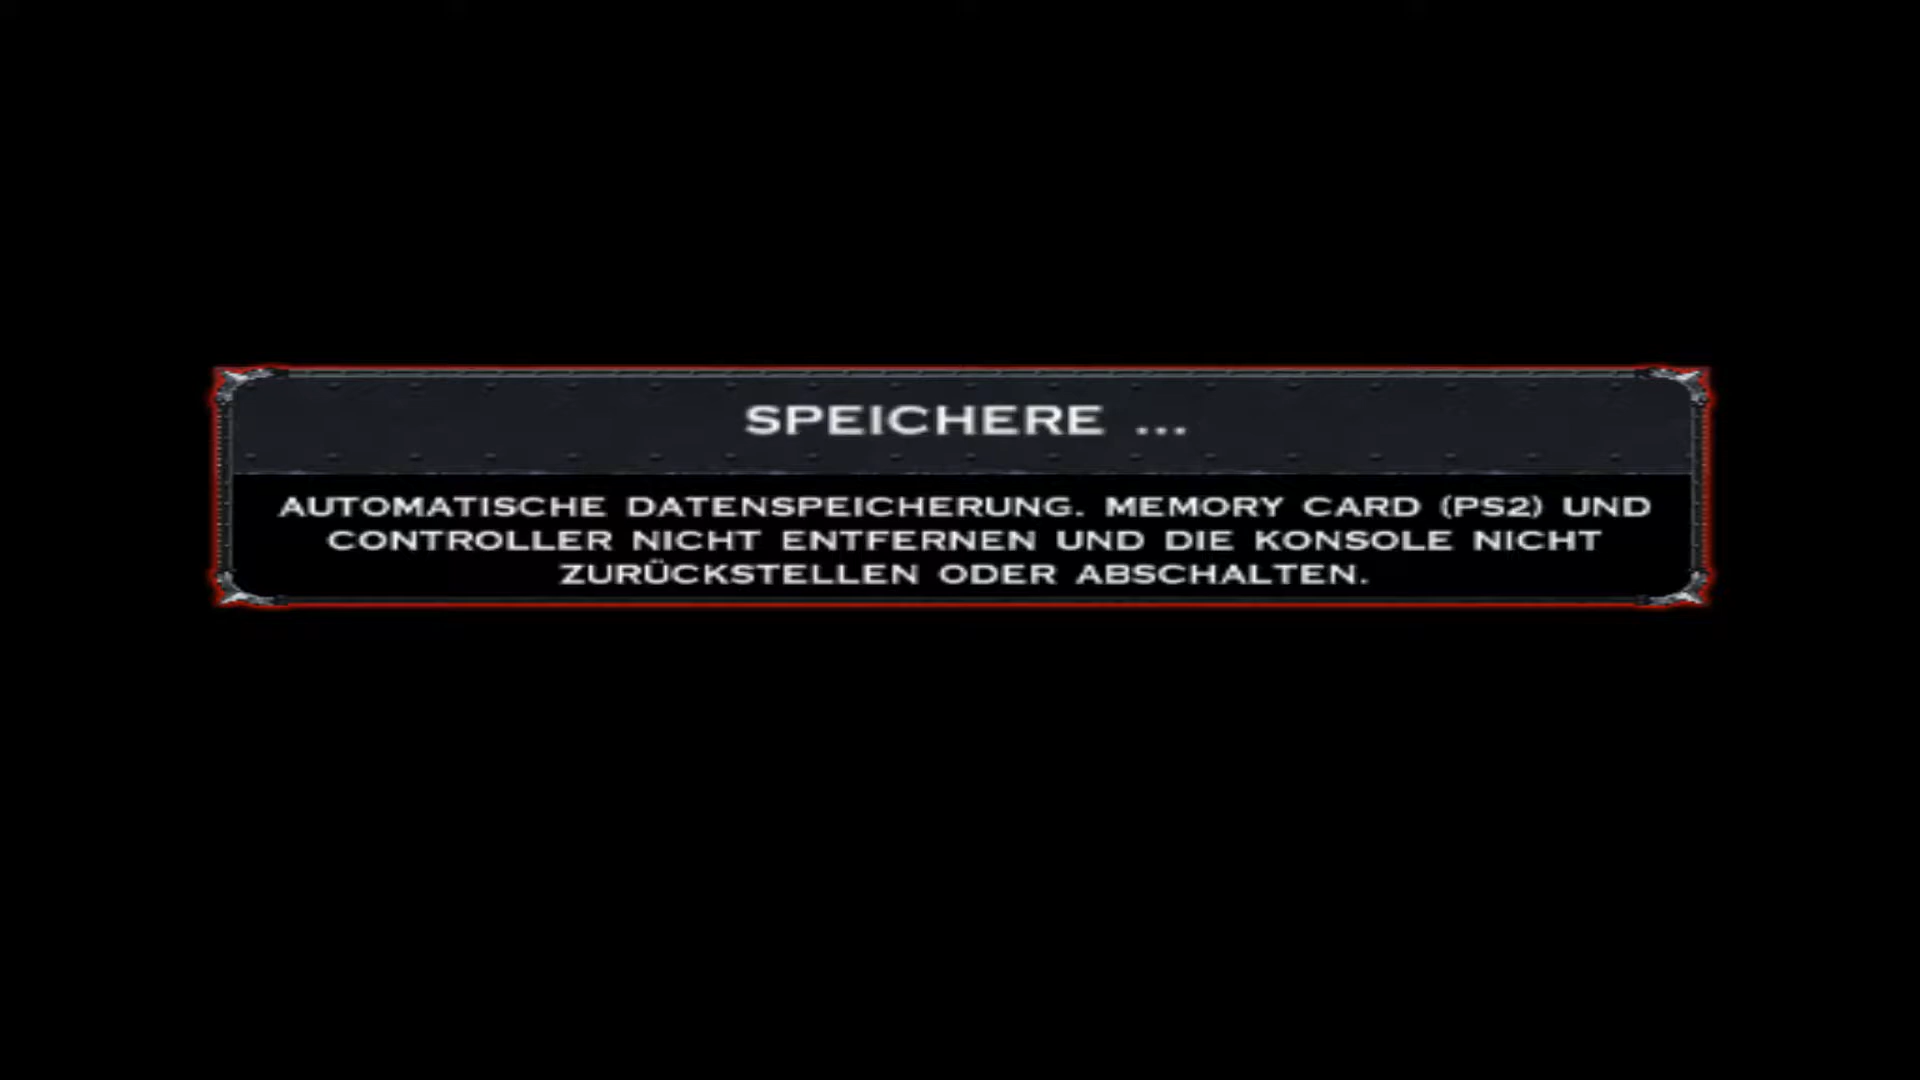 SPEICHERE ...
AUTOMATISCHE DATENSPEICHERUNG. MEMORY CARD (PS2) UND
CONTROLLER NICHT ENTFERNEN UND DIE KONSOLE NICHT
ZURÜCKSTELLEN ODER ABSCHALTEN.